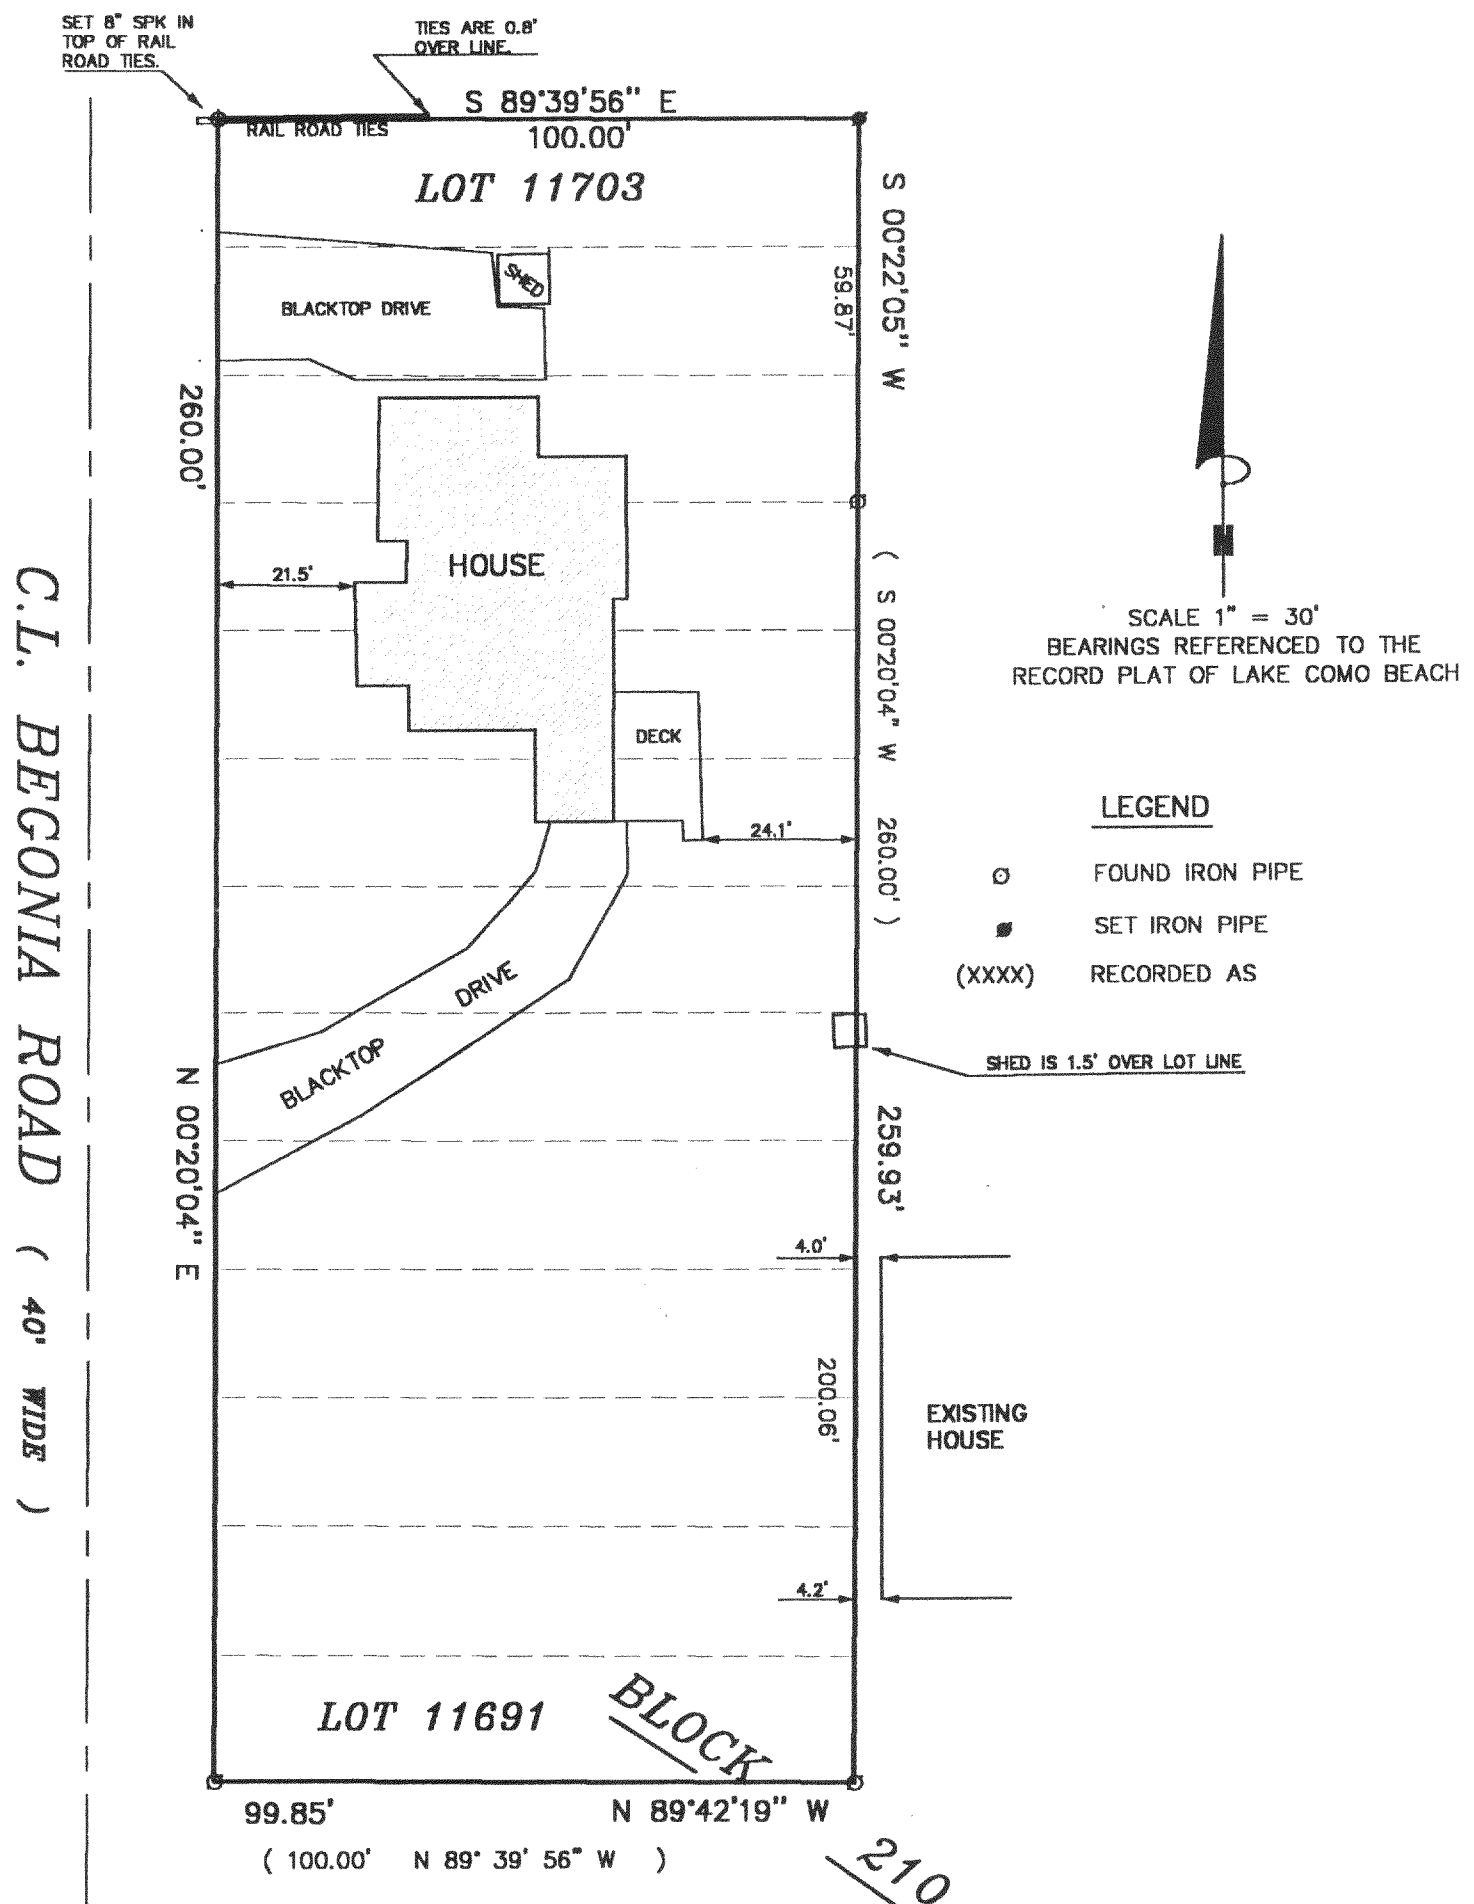 SET 8" SPK IN
TOP OF RAIL
ROAD TIES.
TIES ARE 0.8'
OVER LINE.
S 89°39'56" E
RAIL ROAD TIES
100.00'
LOT 11703
S 00°22'05" W
59.87'
SHED
BLACKTOP DRIVE
260.00'
HOUSE
21.5'
( S 00°20'04" W 260.00' )
SCALE 1" = 30'
BEARINGS REFERENCED TO THE
RECORD PLAT OF LAKE COMO BEACH
C.L. BEGONIA ROAD ( 40' WIDE )
DECK
24.1'
LEGEND
FOUND IRON PIPE
SET IRON PIPE
(XXXX) RECORDED AS
BLACKTOP DRIVE
SHED IS 1.5' OVER LOT LINE
N 00°20'04" E
259.93'
4.0'
200.06'
EXISTING
HOUSE
4.2'
LOT 11691
BLOCK
99.85' N 89°42'19" W
( 100.00' N 89° 39' 56" W )
210